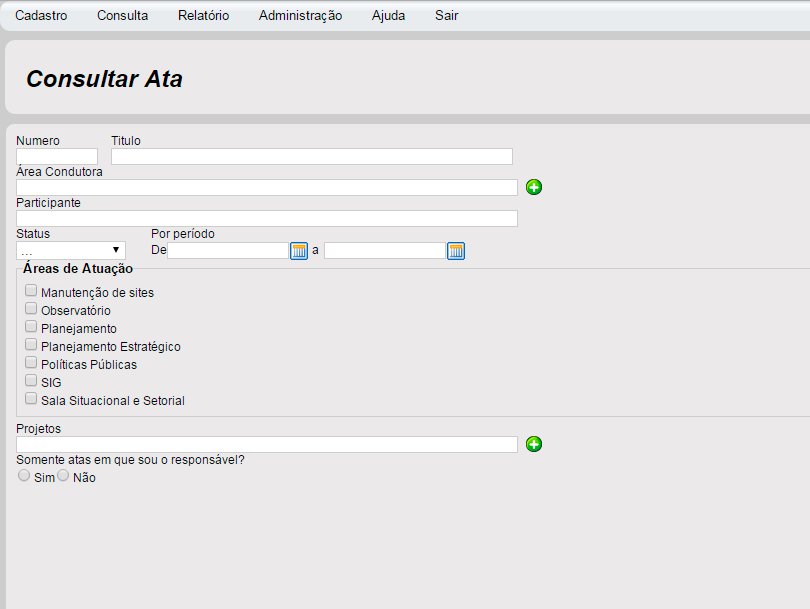 Cadastro Consulta Relatório Administração Ajuda Sair
Consultar Ata
Numero Titulo
Área Condutora
Participante
Status Por período
... De a
Áreas de Atuação
Manutenção de sites
Observatório
Planejamento
Planejamento Estratégico
Políticas Públicas
SIG
Sala Situacional e Setorial
Projetos
Somente atas em que sou o responsável?
Sim Não